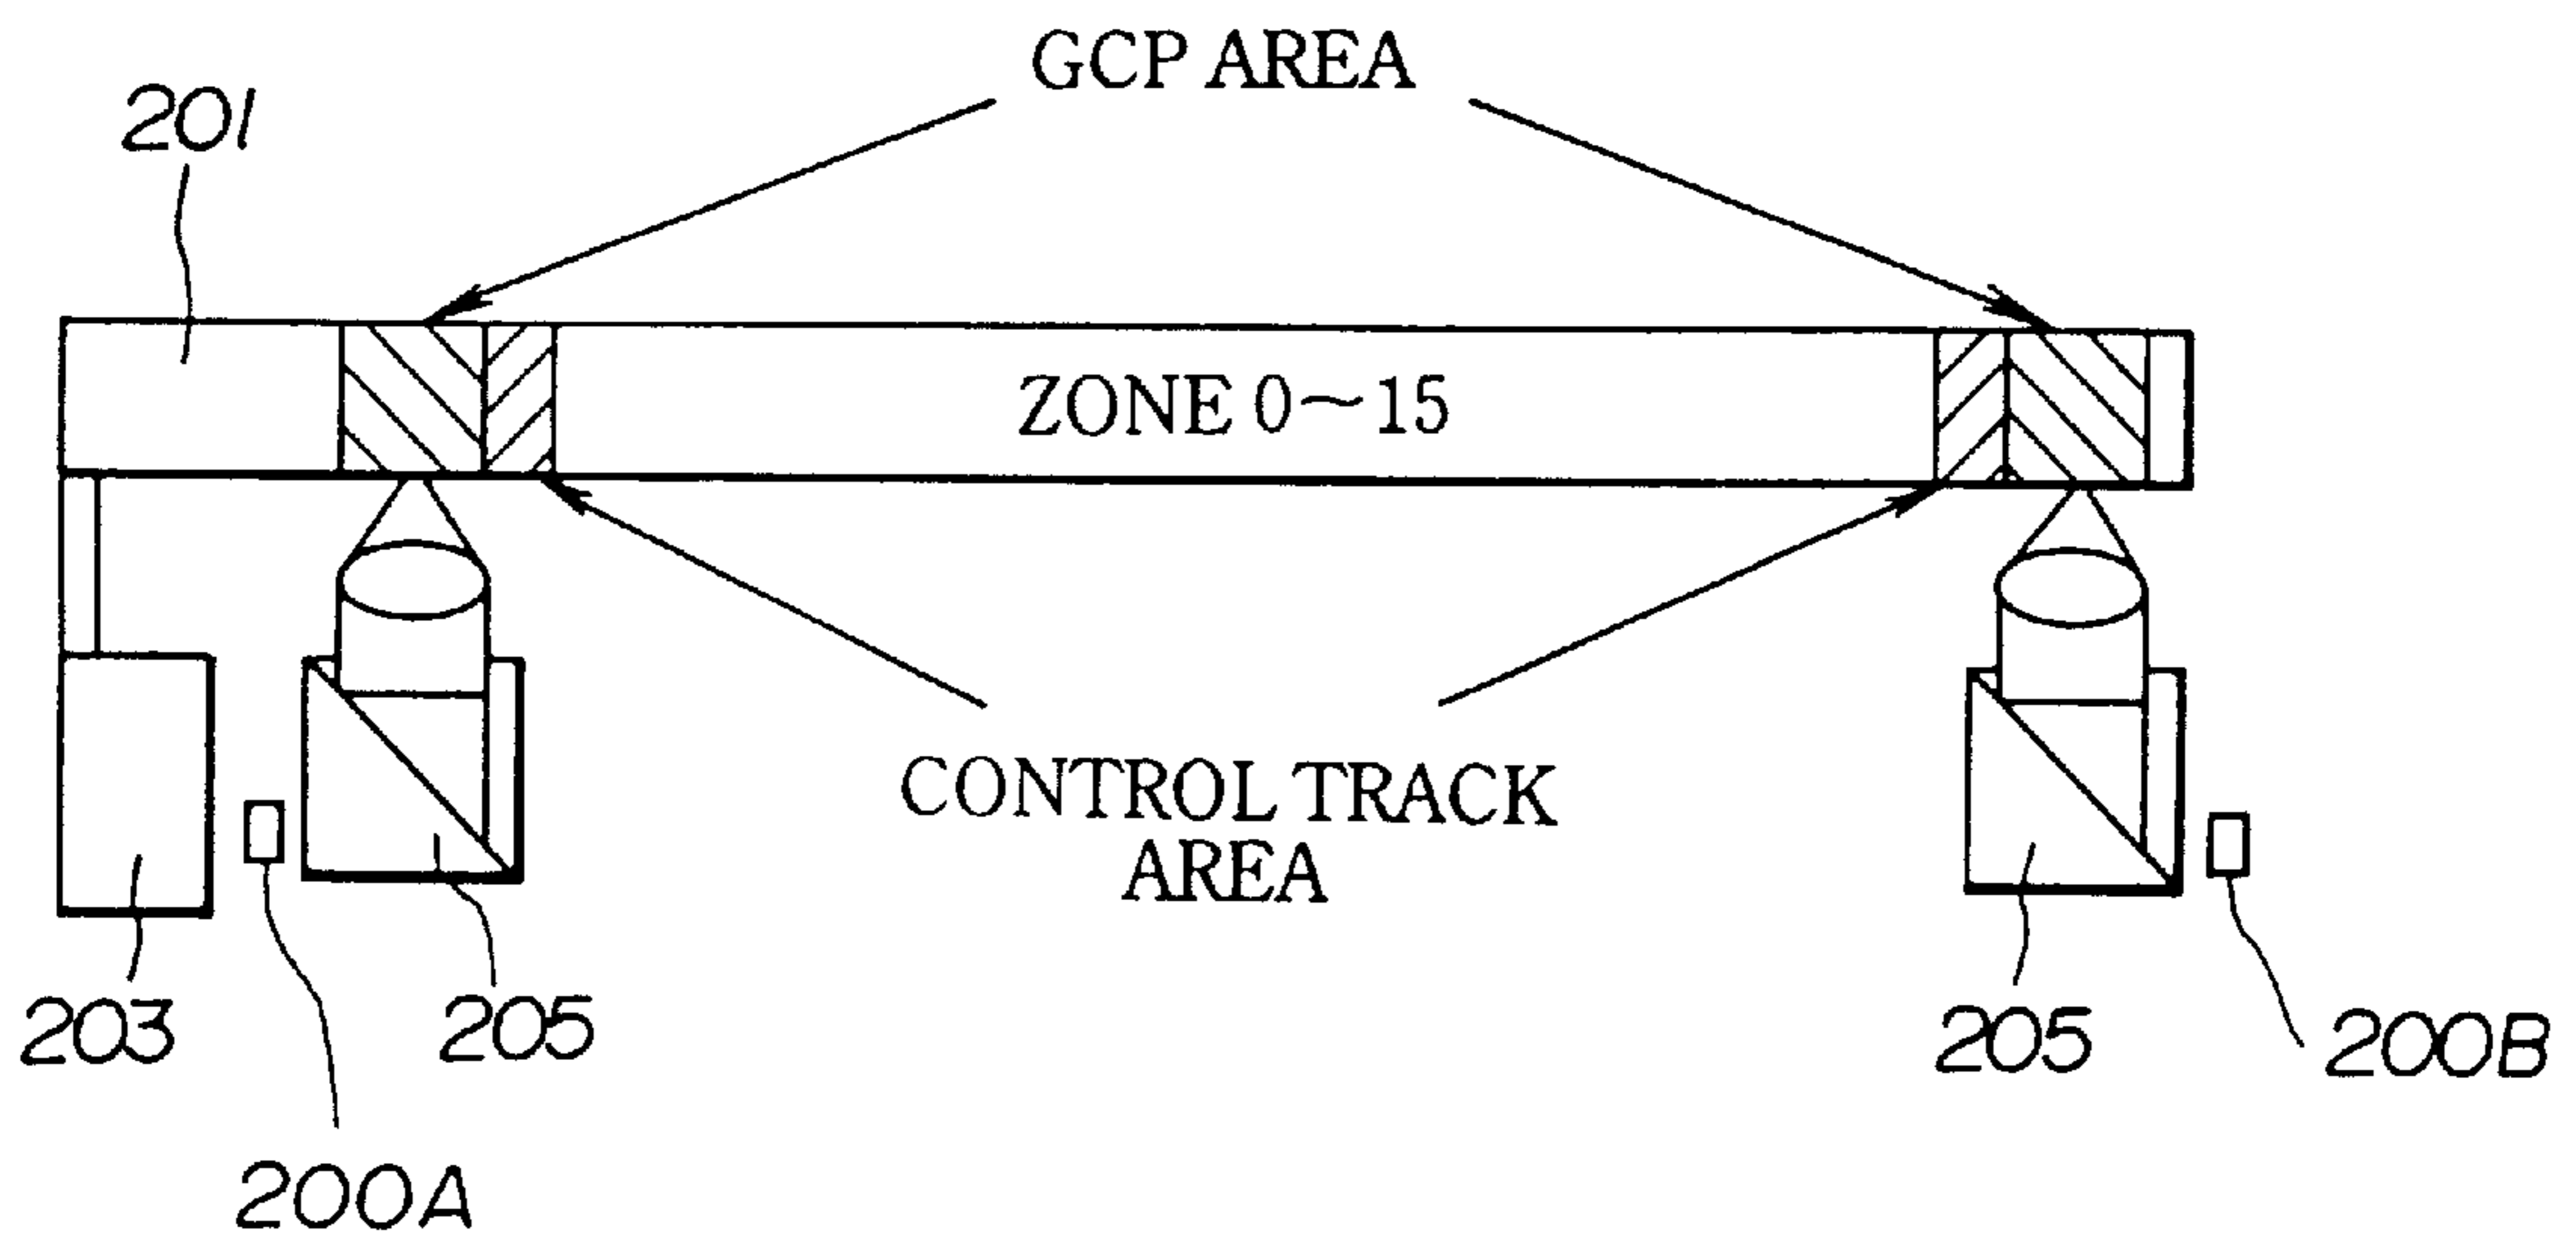 GCP AREA
201
ZONE 0～15
CONTROL TRACK
AREA
203
205
205
200B
200A